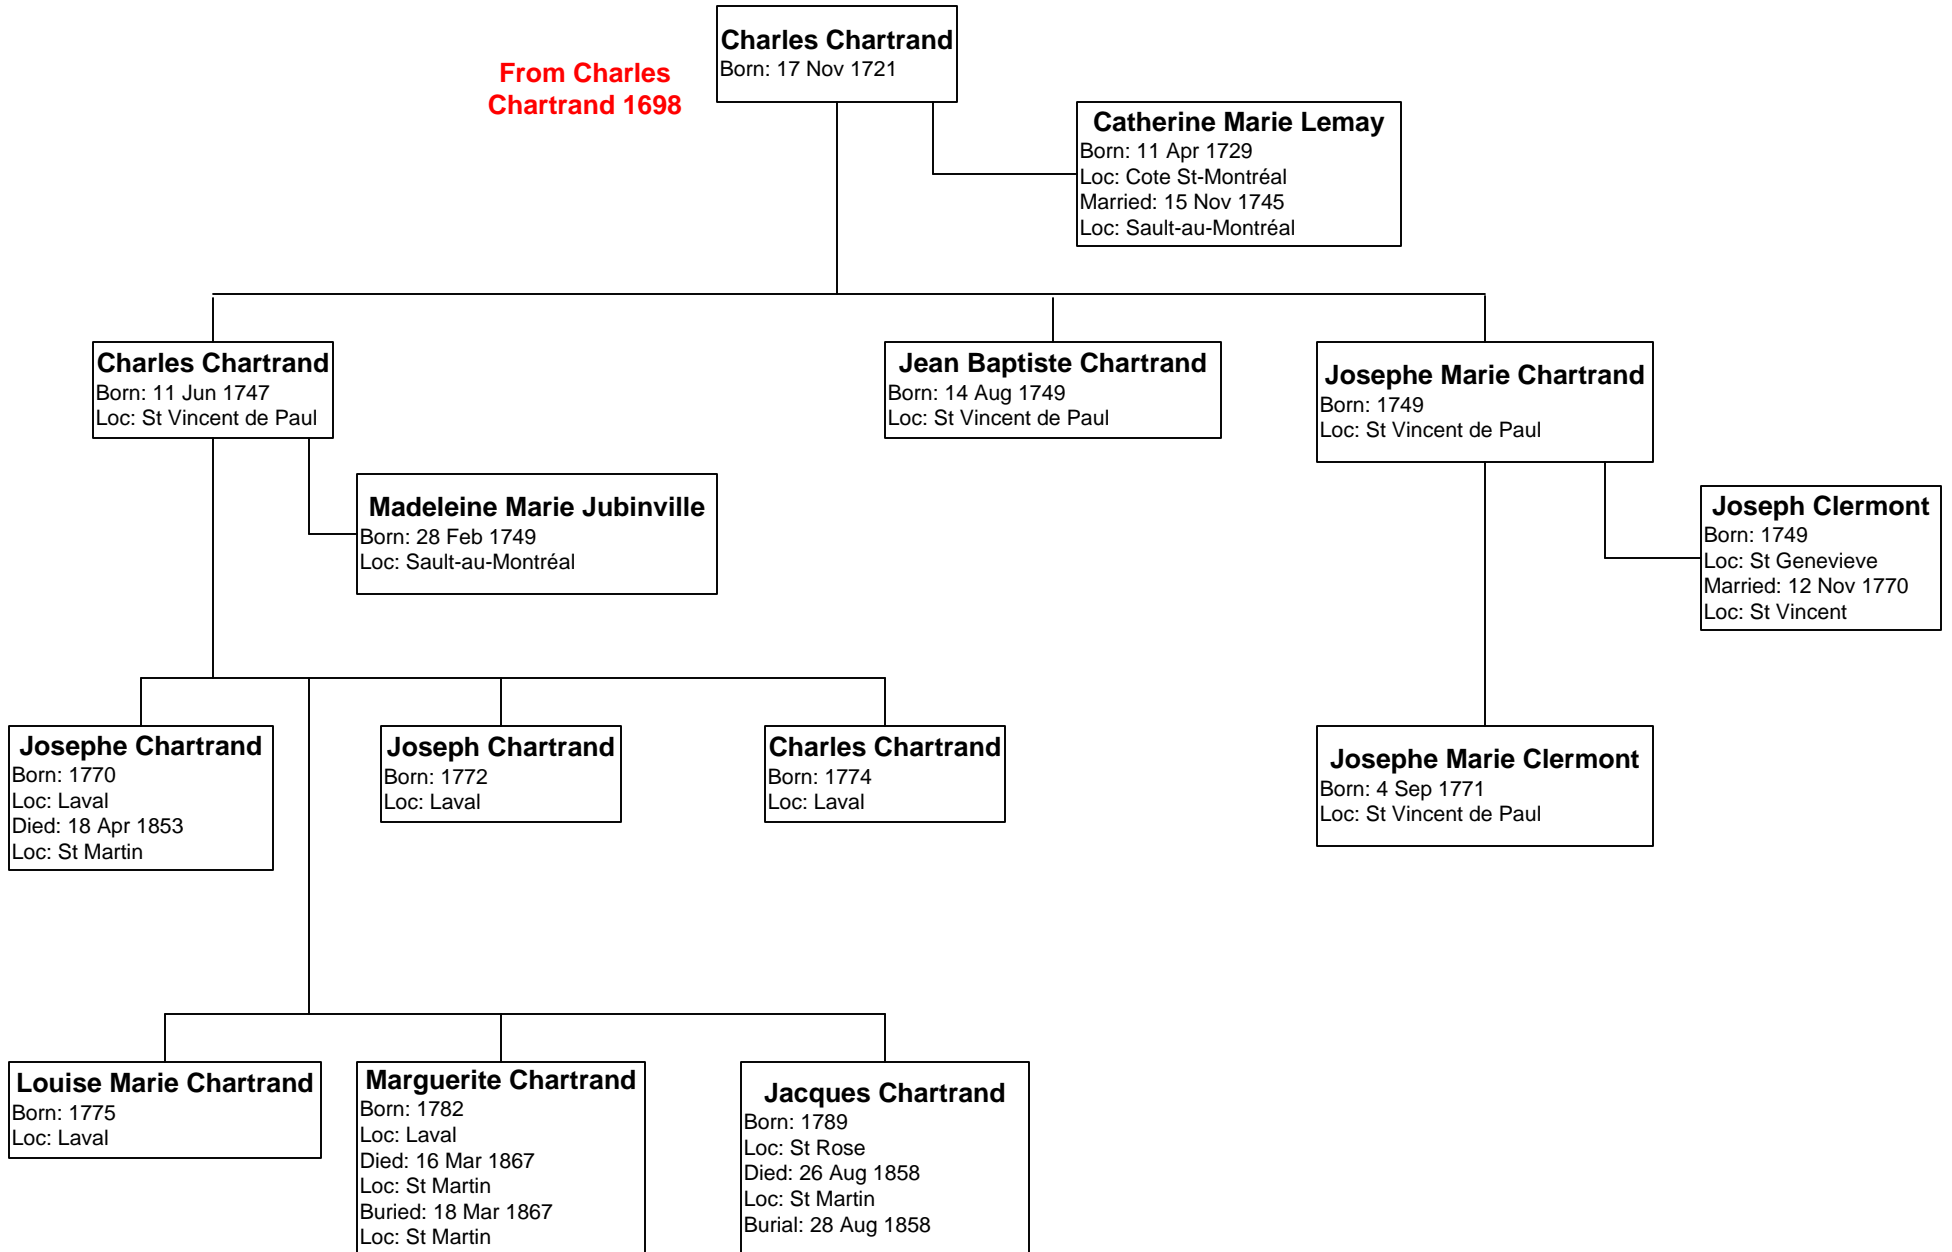 Charles Chartrand
Born: 17 Nov 1721
From Charles
Chartrand 1698
Catherine Marie Lemay
Born: 11 Apr 1729
Loc: Cote St-Montréal
Married: 15 Nov 1745
Loc: Sault-au-Montréal
Charles Chartrand
Born: 11 Jun 1747
Loc: St Vincent de Paul
Jean Baptiste Chartrand
Born: 14 Aug 1749
Loc: St Vincent de Paul
Josephe Marie Chartrand
Born: 1749
Loc: St Vincent de Paul
Madeleine Marie Jubinville
Born: 28 Feb 1749
Loc: Sault-au-Montréal
Joseph Clermont
Born: 1749
Loc: St Genevieve
Married: 12 Nov 1770
Loc: St Vincent
Josephe Chartrand
Born: 1770
Loc: Laval
Died: 18 Apr 1853
Loc: St Martin
Joseph Chartrand
Born: 1772
Loc: Laval
Charles Chartrand
Born: 1774
Loc: Laval
Josephe Marie Clermont
Born: 4 Sep 1771
Loc: St Vincent de Paul
Louise Marie Chartrand
Born: 1775
Loc: Laval
Marguerite Chartrand
Born: 1782
Loc: Laval
Died: 16 Mar 1867
Loc: St Martin
Buried: 18 Mar 1867
Loc: St Martin
Jacques Chartrand
Born: 1789
Loc: St Rose
Died: 26 Aug 1858
Loc: St Martin
Burial: 28 Aug 1858